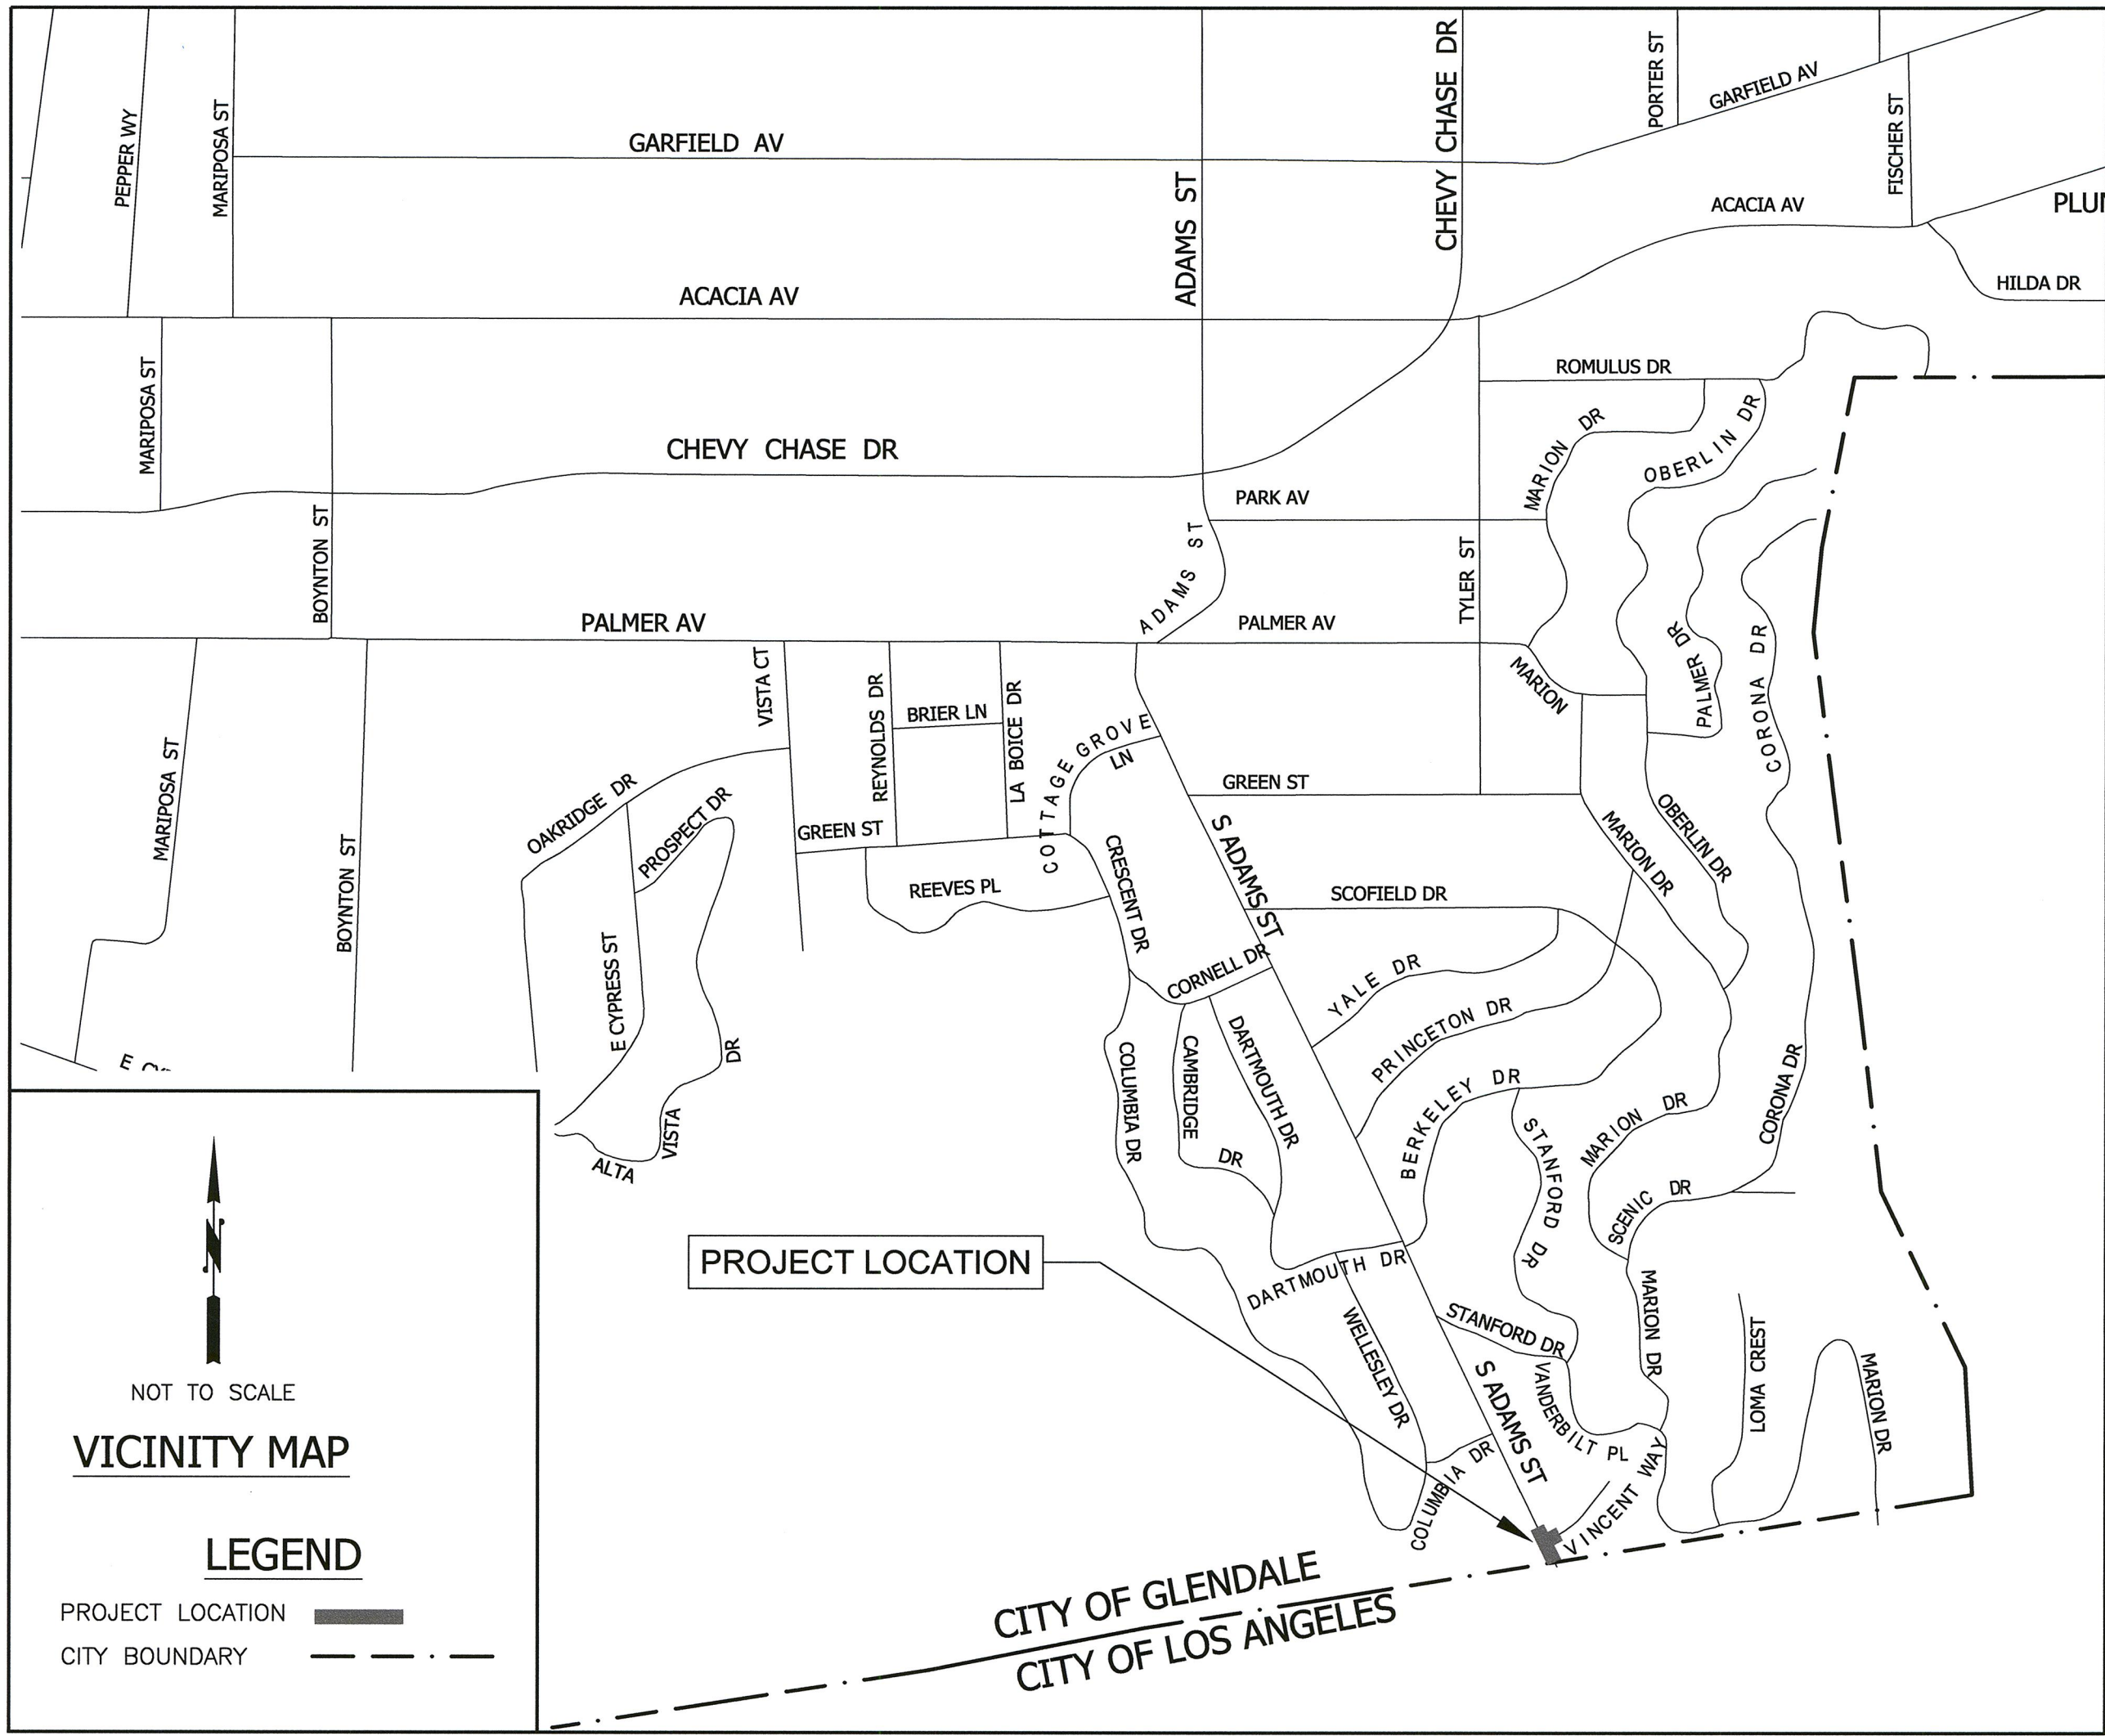 PEPPER WY
MARIPOSA ST
GARFIELD AV
ADAMS ST
CHEVY CHASE DR
PORTER ST
GARFIELD AV
FISCHER ST
ACACIA AV
HILDA DR
ACACIA AV
MARIPOSA ST
CHEVY CHASE DR
ROMULUS DR
MARION DR
OBERLIN DR
PARK AV
BOYNTON ST
ADAMS ST
TYLER ST
PALMER AV
PALMER AV
PALMER DR
CORONA DR
MARION
VISTA CT
REYNOLDS DR
BRIER LN
LA BOICE DR
COTTAGE GROVE
LN
MARIPOSA ST
BOYNTON ST
OAKRIDGE DR
PROSPECT DR
GREEN ST
GREEN ST
S ADAMS ST
MARION DR
OBERLIN DR
REEVES PL
CRESCENT DR
SCOFIELD DR
E CYPRESS ST
CORNELL DR
YALE DR
PRINCETON DR
DARTMOUTH DR
CAMBRIDGE
DR
COLUMBIA DR
BERKELEY DR
STANFORD DR
MARION DR
CORONA DR
SCENIC DR
ALTA
VISTA
DR
PROJECT LOCATION
DARTMOUTH DR
WELLESLEY DR
STANFORD DR
S ADAMS ST
VANDERBILT PL
MARION DR
LOMA CREST
MARION DR
COLUMBIA DR
VINCENT WAY
CITY OF GLENDALE
CITY OF LOS ANGELES
N
NOT TO SCALE
VICINITY MAP
LEGEND
PROJECT LOCATION
CITY BOUNDARY